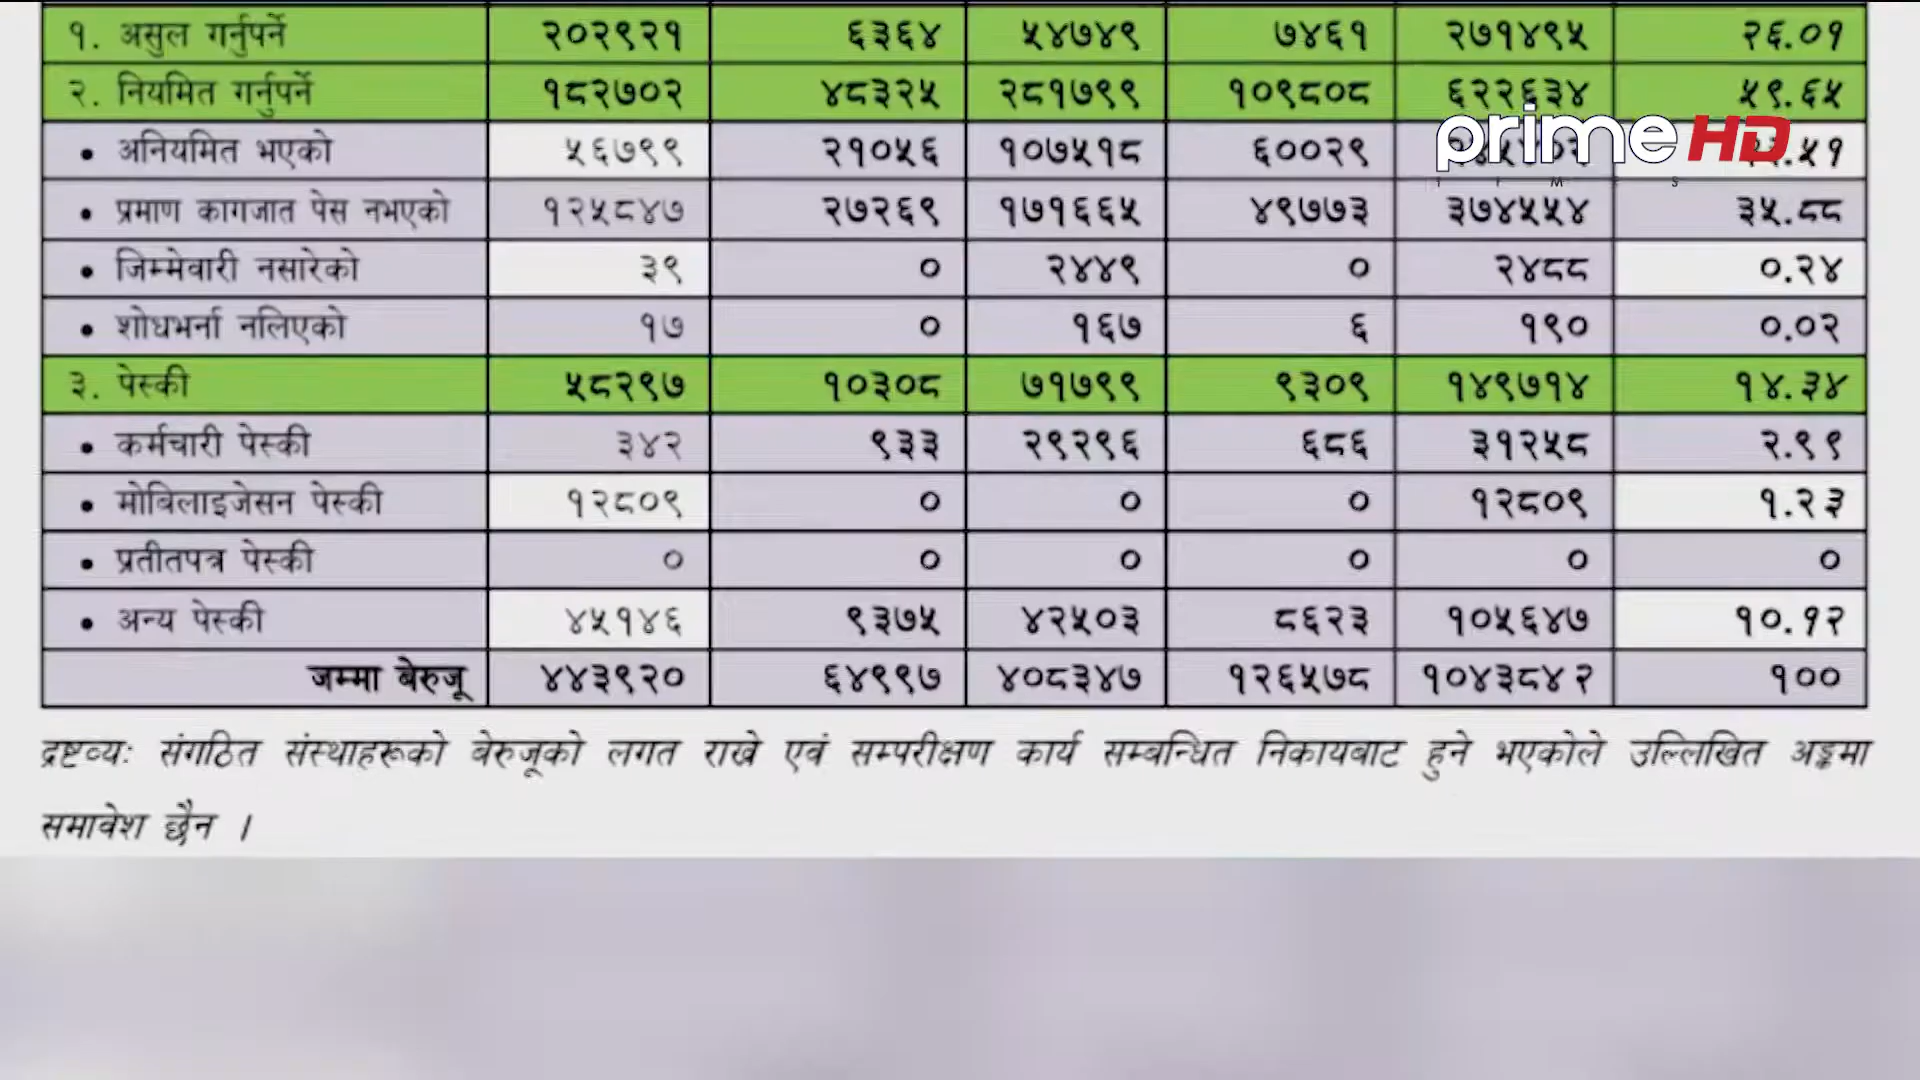 १. असुल गर्नुपर्ने २०२९२१ ६३६४ ५४७४९ ७४६१ २७१४९५ २६.०१
२. नियमित गर्नुपर्ने १८२७०२ ४८३२५ २८१७९९ १०९८०८ ६२२६३४ ५९.६५
• अनियमित भएको ५६७९९ २१०५६ १०७५१८ ६००२९
prime HD
TIMES
• प्रमाण कागजात पेस नभएको १२५८४७ २७२६९ १७१६६५ ४९७७३ ३७४५५४ ३५.८८
• जिम्मेवारी नसारेको ३९ ० २४४९ ० २४८८ ०.२४
• शोधभर्ना नलिएको १७ ० १६७ ६ १९० ०.०२
३. पेस्की ५८२९७ १०३०८ ७१७९९ ९३०९ १४९७१४ १४.३४
• कर्मचारी पेस्की ३४२ ९३३ २९२९६ ६८६ ३१२५८ २.९९
• मोबिलाइजेसन पेस्की १२८०९ ० ० ० १२८०९ १.२३
• प्रतीतपत्र पेस्की ० ० ० ० ० ०
• अन्य पेस्की ४५१४६ ९३७५ ४२५०३ ८६२३ १०५६४७ १०.१२
जम्मा बेरुजू ४४३९२० ६४९९७ ४०८३४७ १२६५७८ १०४३८४२ १००
द्रष्टव्यः संगठित संस्थाहरूको बेरुजूको लगत राख्ने एवं सम्परीक्षण कार्य सम्बन्धित निकायबाट हुने भएकोले उल्लिखित अङ्कमा
समावेश छैन ।